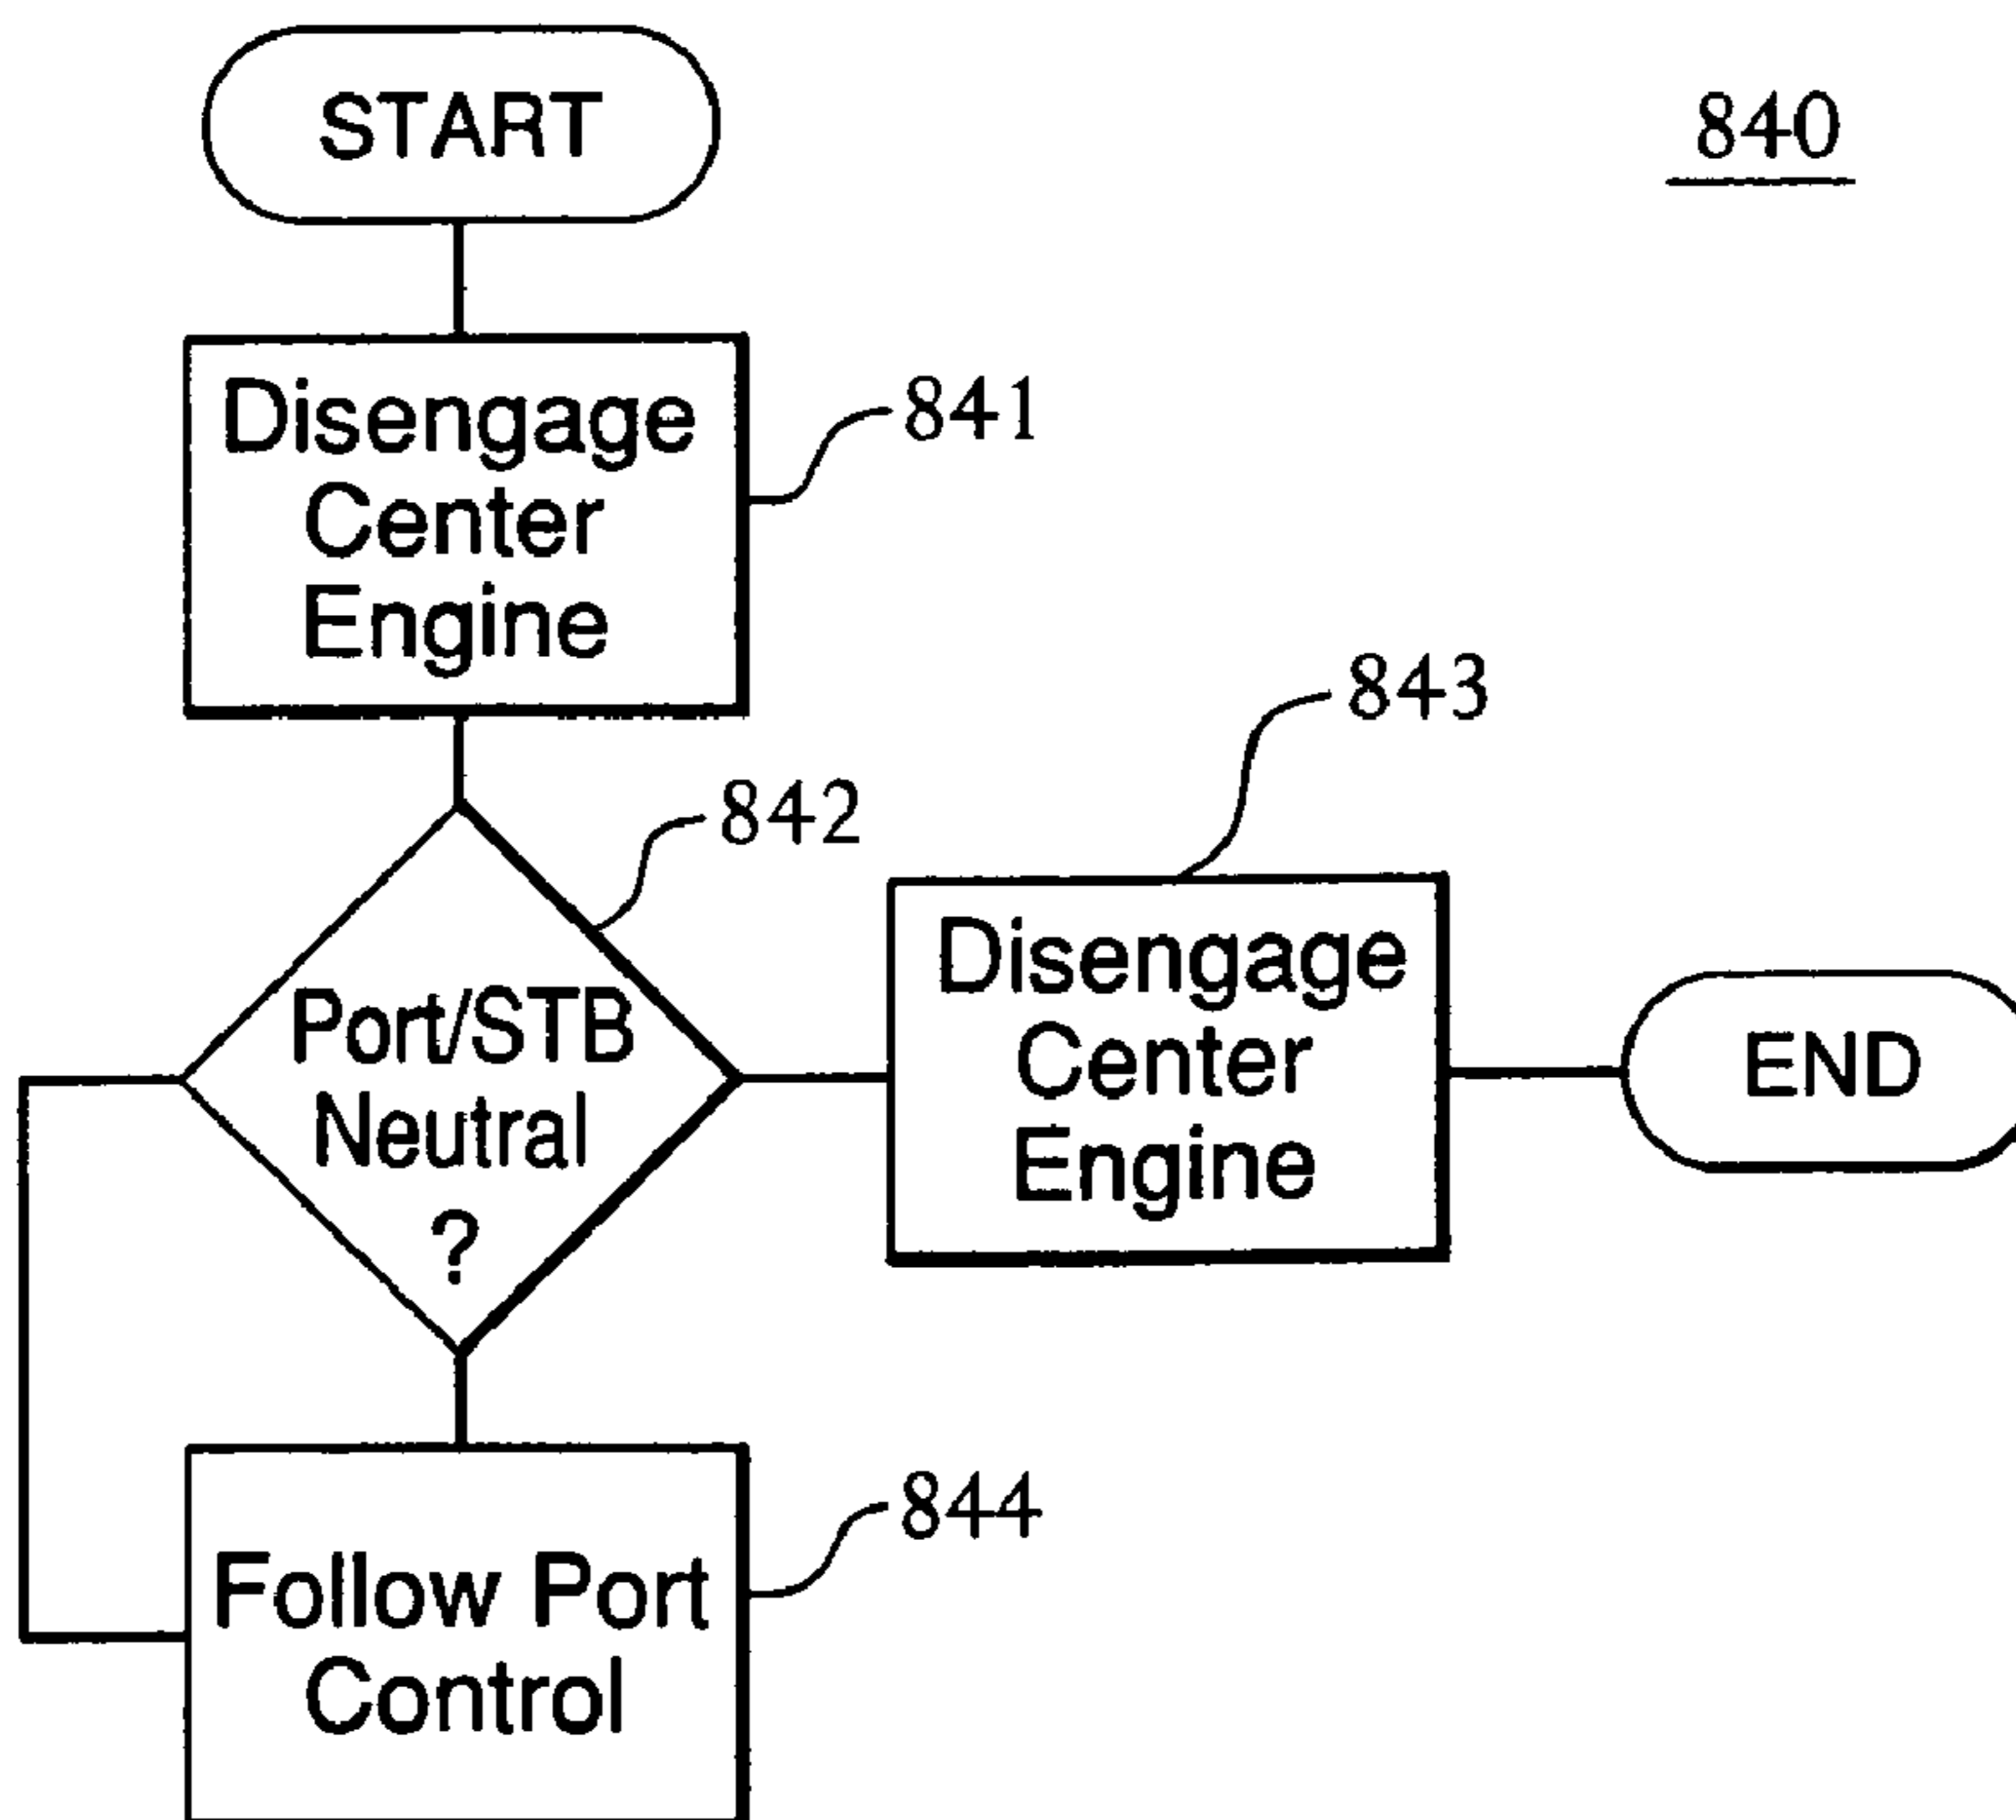 START
840
Disengage
Center
Engine
841
842
843
Port/STB
Neutral
?
Disengage
Center
Engine
END
Follow Port
Control
844